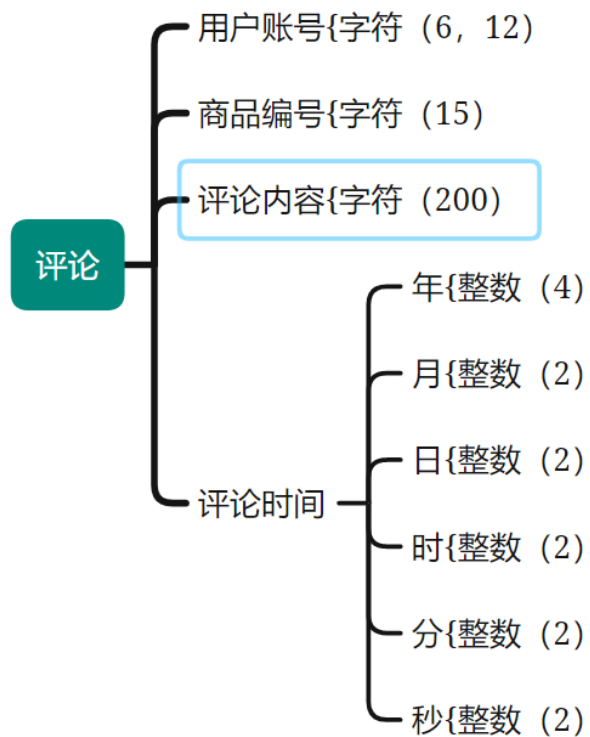 用户账号{字符（6，12）
商品编号{字符（15）
评论内容{字符（200）
评论
年{整数（4）
月{整数（2）
日{整数（2）
评论时间
时{整数（2）
分{整数（2）
秒{整数（2）